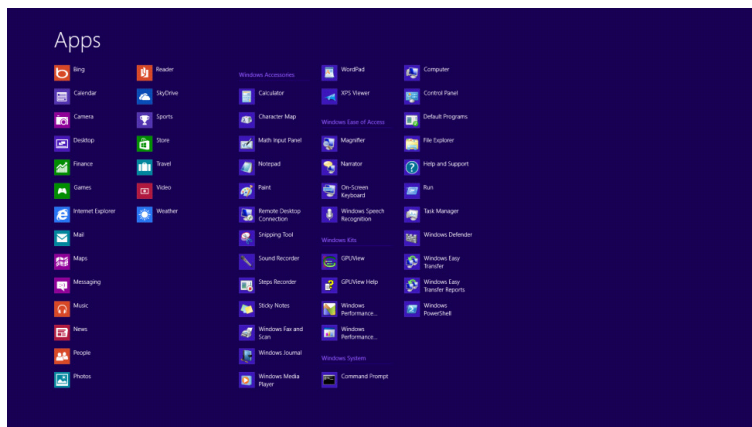 Apps
Bing
Calendar
Camera
Desktop
Finance
Games
Internet Explorer
Mail
Maps
Messaging
Music
News
People
Photos
Reader
SkyDrive
Sports
Store
Travel
Video
Weather
Windows Accessories
Calculator
Character Map
Math Input Panel
Notepad
Paint
Remote Desktop
Connection
Snipping Tool
Sound Recorder
Steps Recorder
Sticky Notes
Windows Fax and
Scan
Windows Journal
Windows Media
Player
WordPad
XPS Viewer
Windows Ease of Access
Magnifier
Narrator
On-Screen
Keyboard
Windows Speech
Recognition
Windows Kits
GPUView
GPUView Help
Windows
Performance...
Windows
Performance...
Windows System
Command Prompt
Computer
Control Panel
Default Programs
File Explorer
Help and Support
Run
Task Manager
Windows Defender
Windows Easy
Transfer
Windows Easy
Transfer Reports
Windows
PowerShell